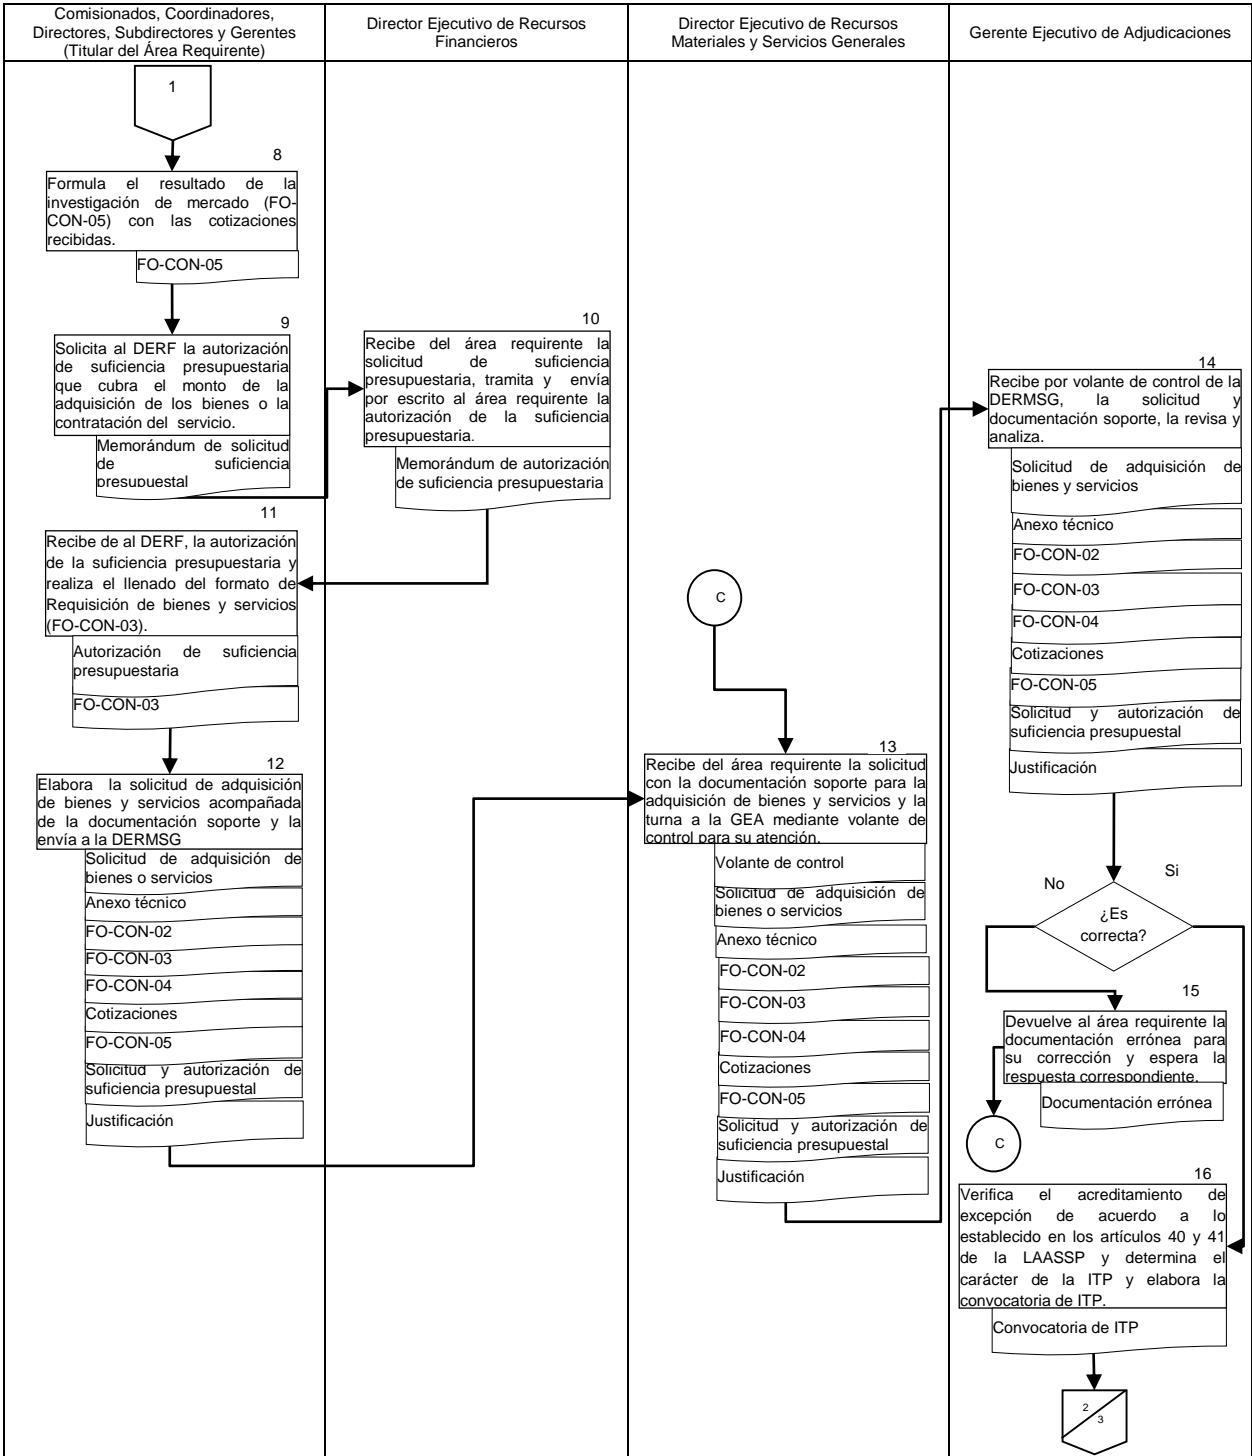 Comisionados, Coordinadores,
Directores, Subdirectores y Gerentes
(Titular del Área Requirente)
Director Ejecutivo de Recursos
Financieros
Director Ejecutivo de Recursos
Materiales y Servicios Generales
Gerente Ejecutivo de Adjudicaciones
1
8
Formula el resultado de la
investigación de mercado (FO-
CON-05) con las cotizaciones
recibidas.
FO-CON-05
9
Solicita al DERF la autorización
de suficiencia presupuestaria
que cubra el monto de la
adquisición de los bienes o la
contratación del servicio.
Memorándum de solicitud
de suficiencia
presupuestal
10
Recibe del área requirente la
solicitud de suficiencia
presupuestaria, tramita y envía
por escrito al área requirente la
autorización de la suficiencia
presupuestaria.
Memorándum de autorización
de suficiencia presupuestaria
11
Recibe de al DERF, la autorización
de la suficiencia presupuestaria y
realiza el llenado del formato de
Requisición de bienes y servicios
(FO-CON-03).
Autorización de suficiencia
presupuestaria
FO-CON-03
12
Elabora la solicitud de adquisición
de bienes y servicios acompañada
de la documentación soporte y la
envía a la DERMSG
Solicitud de adquisición de
bienes o servicios
Anexo técnico
FO-CON-02
FO-CON-03
FO-CON-04
Cotizaciones
FO-CON-05
Solicitud y autorización de
suficiencia presupuestal
Justificación
C
13
Recibe del área requirente la solicitud
con la documentación soporte para la
adquisición de bienes y servicios y la
turna a la GEA mediante volante de
control para su atención.
Volante de control
Solicitud de adquisición de
bienes o servicios
Anexo técnico
FO-CON-02
FO-CON-03
FO-CON-04
Cotizaciones
FO-CON-05
Solicitud y autorización de
suficiencia presupuestal
Justificación
14
Recibe por volante de control de la
DERMSG, la solicitud y
documentación soporte, la revisa y
analiza.
Solicitud de adquisición de
bienes y servicios
Anexo técnico
FO-CON-02
FO-CON-03
FO-CON-04
Cotizaciones
FO-CON-05
Solicitud y autorización de
suficiencia presupuestal
Justificación
No
Si
¿Es
correcta?
15
Devuelve al área requirente la
documentación errónea para
su corrección y espera la
respuesta correspondiente.
Documentación errónea
C
16
Verifica el acreditamiento de
excepción de acuerdo a lo
establecido en los artículos 40 y 41
de la LAASSP y determina el
carácter de la ITP y elabora la
convocatoria de ITP.
Convocatoria de ITP
2
3